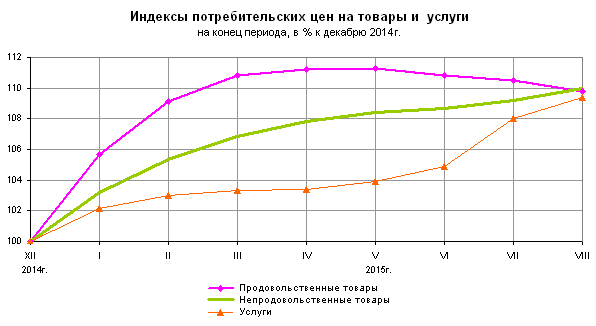 Индексы потребительских цен на товары и услуги
на конец периода, в % к декабрю 2014г.
112
110
108
106
104
102
100
XII I II III IV V VI VII VIII
2014г. 2015г.
Продовольственные товары
Непродовольственные товары
Услуги